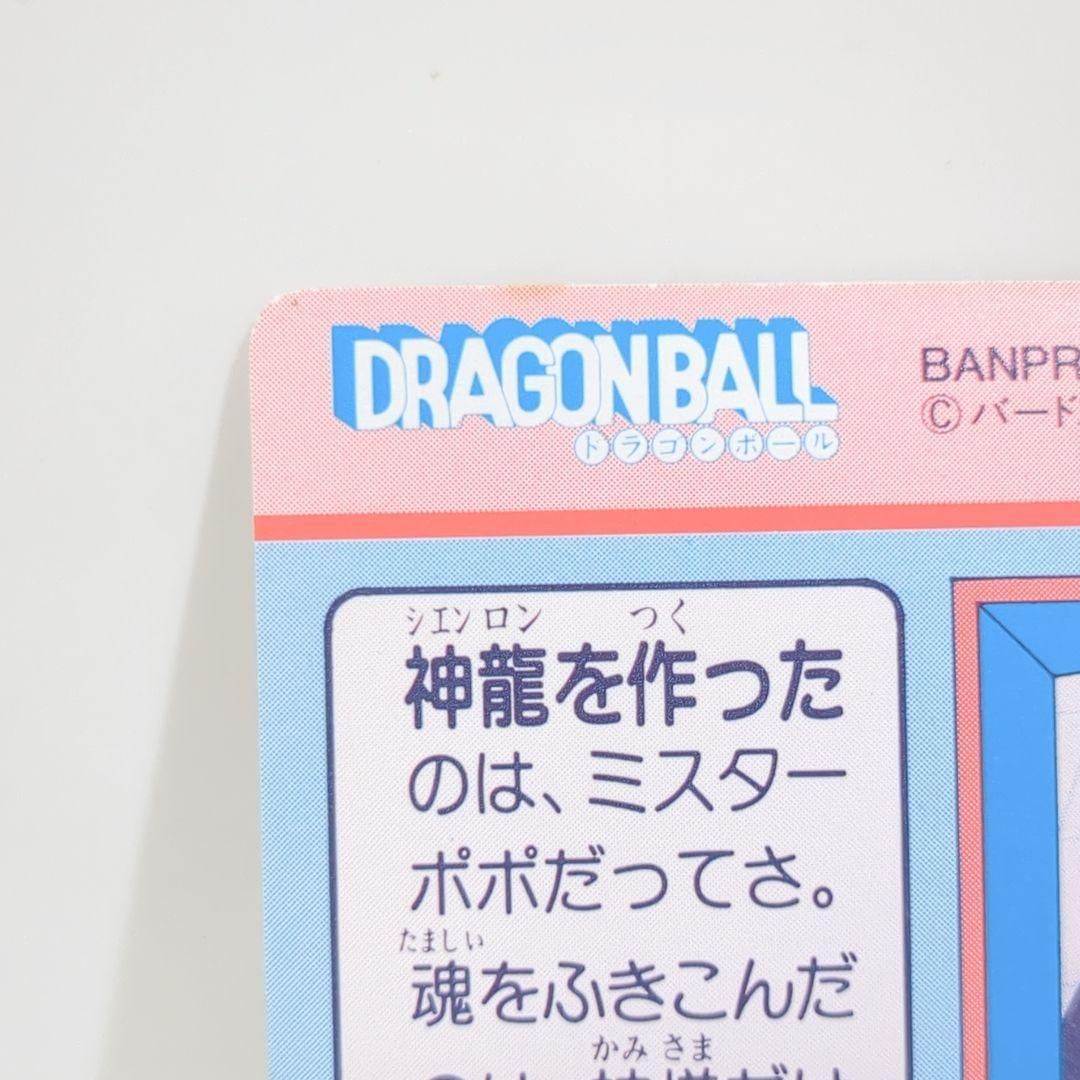 DRAGONBALL
ドラゴンボール
BANPR
©バード
シエンロン つく
神龍を作った
のは、ミスター
ポポだってさ。
たましい
魂をふきこんだ
かみさま